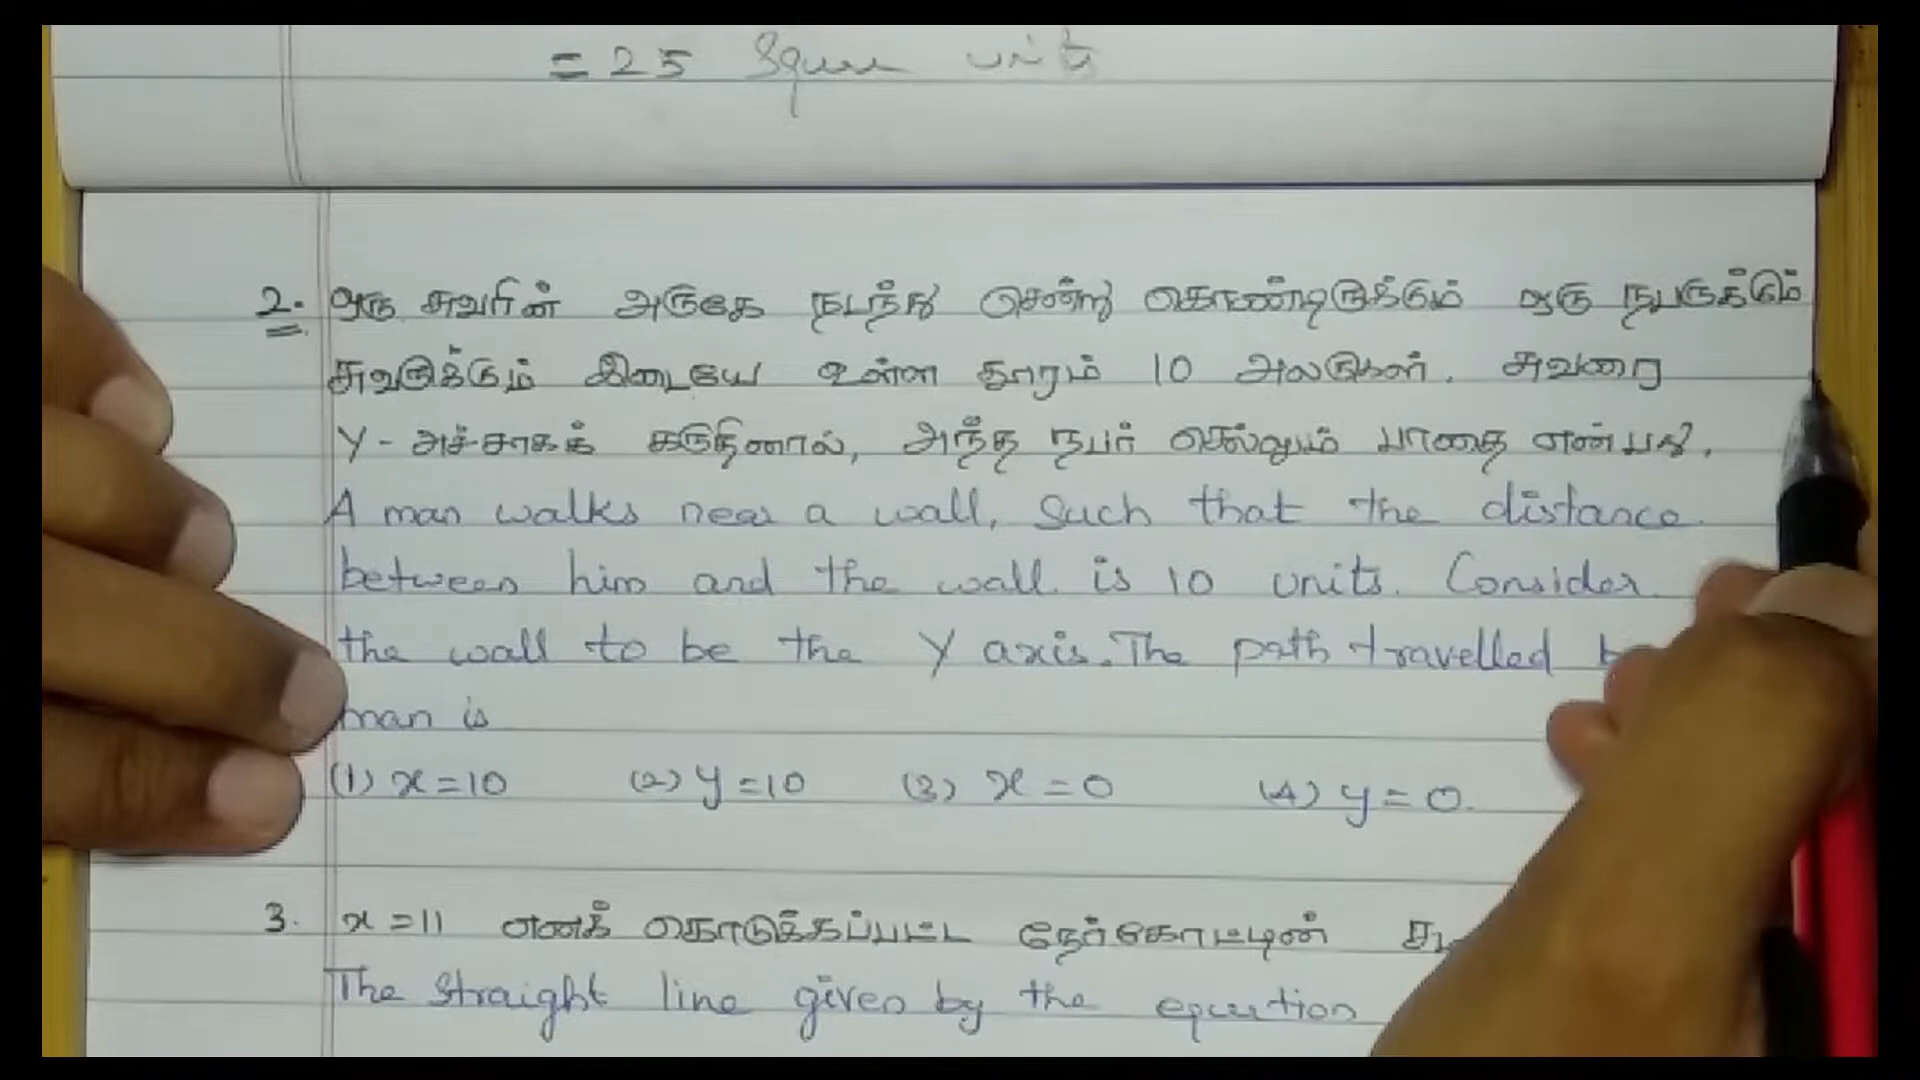 = 25 Square
2. ஒரு சுவரின் அருகே நடந்து சென்று கொண்டிருக்கும் ஒரு நபருக்கும்
சுவருக்கும் இடையே உள்ள தூரம் 10 அலகுகள். சுவரை
Y - அச்சாகக் கருதினால், அந்த நபர் செல்லும் பாதை என்பது.
A man walks near a wall, Such that the distance.
between him and the wall is 10 units. Consider
the wall to be the Y axis. The path travelled
man is
(1) x = 10 (2) y = 10 (3) x = 0 (4) y = 0.
3. x = 11 எனக் கொடுக்கப்பட்ட நேர்கோட்டின்
The Straight line given by the equation